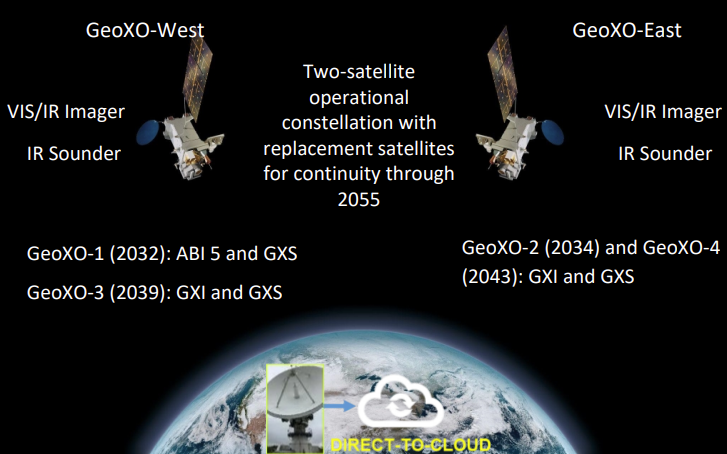 GeoXO-West
GeoXO-East
VIS/IR Imager
IR Sounder
Two-satellite
operational
constellation with
replacement satellites
for continuity through
2055
VIS/IR Imager
IR Sounder
GeoXO-1 (2032): ABI 5 and GXS
GeoXO-3 (2039): GXI and GXS
GeoXO-2 (2034) and GeoXO-4
(2043): GXI and GXS
DIRECT-TO-CLOUD